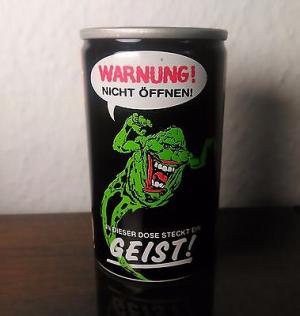 WARNUNG!
NICHT ÖFFNEN!
IN DIESER DOSE STECKT EIN
GEIST!